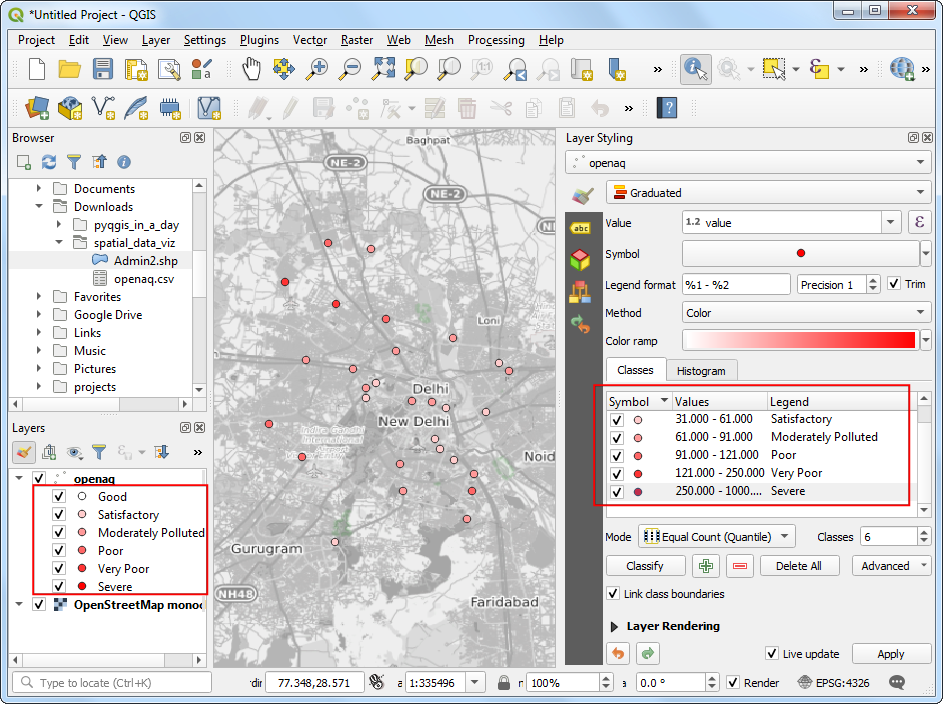 *Untitled Project - QGIS
Project Edit View Layer Settings Plugins Vector Raster Web Mesh Processing Help
Browser
Documents
Downloads
pyqgis_in_a_day
spatial_data_viz
Admin2.shp
openaq.csv
Favorites
Google Drive
Links
Music
Pictures
projects
Layers
openaq
Good
Satisfactory
Moderately Polluted
Poor
Very Poor
Severe
OpenStreetMap monoc
Baghpat
NE-2
NE-2
Loni
Delhi
New Delhi
Indira Gandhi
International
Noid
Gurugram
NH48
Faridabad
Layer Styling
openaq
Graduated
Value 1.2 value ε
Symbol
Legend format %1 - %2 Precision 1 Trim
Method Color
Color ramp
Classes Histogram
Symbol Values Legend
31.000 - 61.000 Satisfactory
61.000 - 91.000 Moderately Polluted
91.000 - 121.000 Poor
121.000 - 250.000 Very Poor
250.000 - 1000.... Severe
Mode Equal Count (Quantile) Classes 6
Classify Delete All Advanced
Link class boundaries
Layer Rendering
Live update Apply
Type to locate (Ctrl+K) dir 77.348,28.571 a 1:335496 100% a 0.0 ° Render EPSG:4326